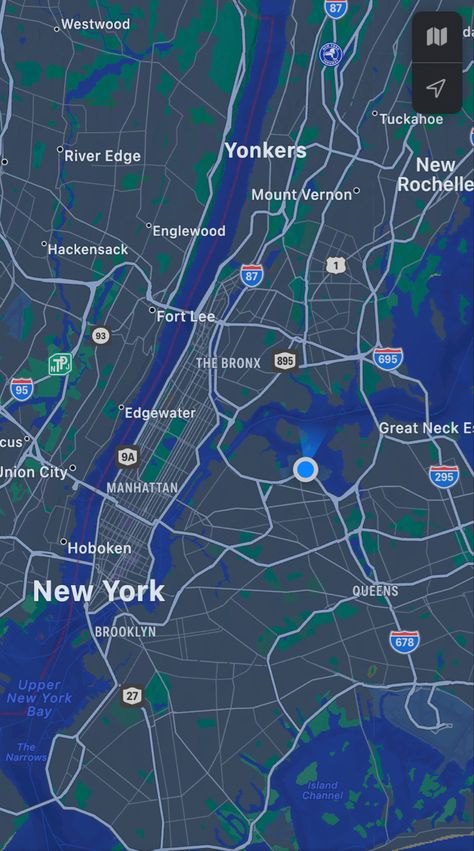 87
Westwood
Yonkers
Tuckahoe
River Edge
New
Rochelle
Mount Vernon
Englewood
Hackensack
87
1
Fort Lee
93
THE BRONX
895
695
NTPJ
95
Edgewater
Great Neck Es
cus
9A
Union City
295
MANHATTAN
Hoboken
New York
QUEENS
BROOKLYN
678
27
Upper
New York
Bay
The
Narrows
Island
Channel